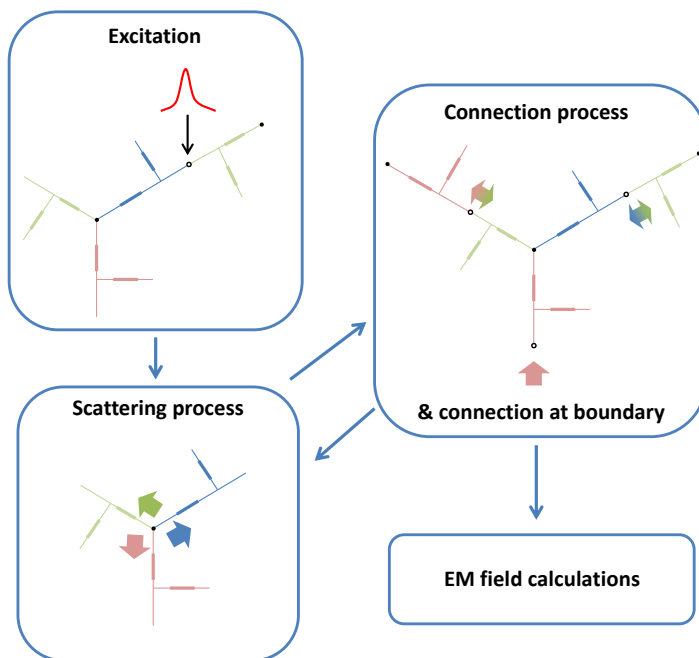 Excitation
Connection process
& connection at boundary
Scattering process
EM field calculations